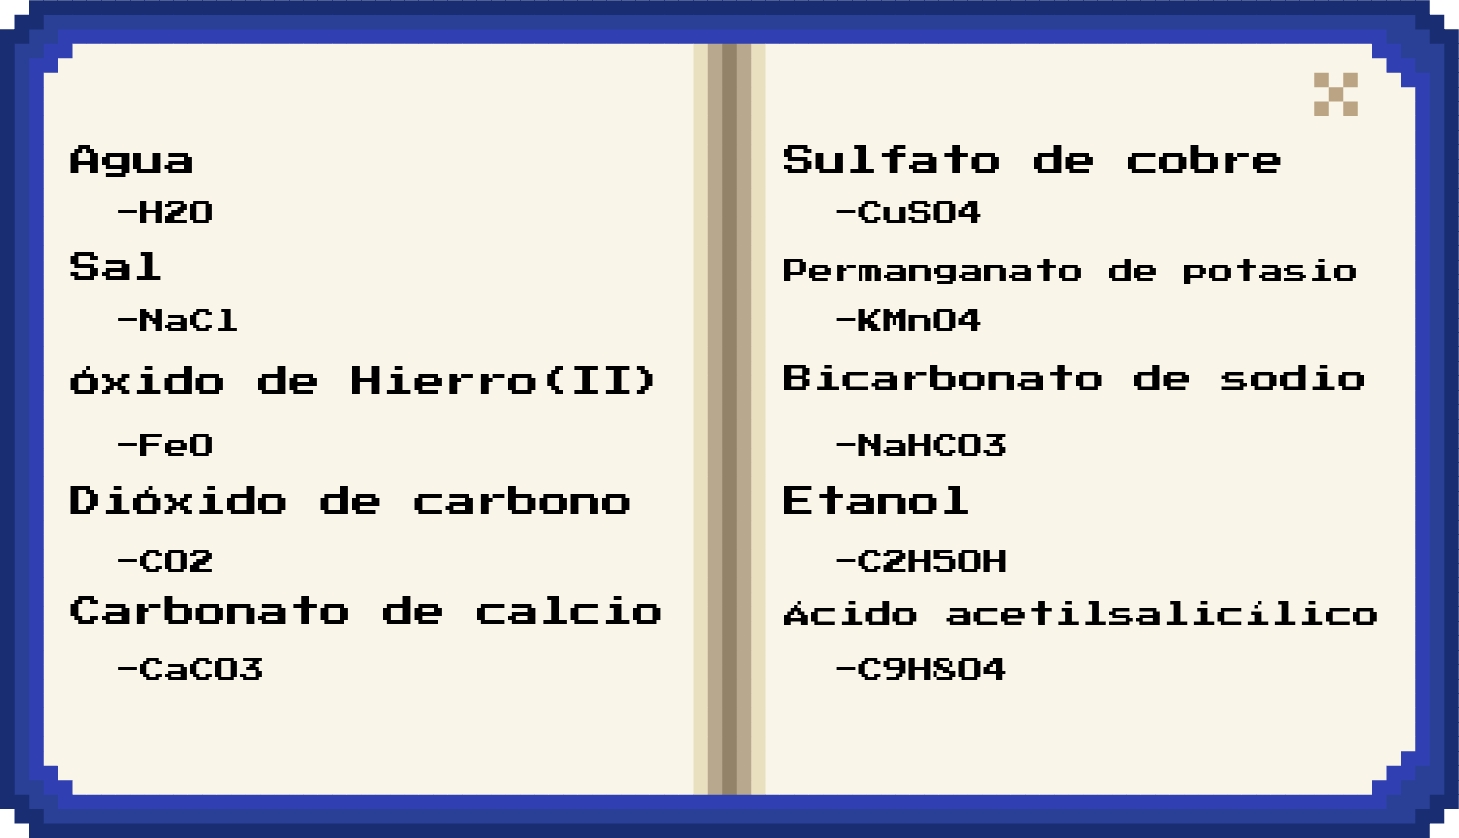 Agua
-H2O
Sal
-NaCl
óxido de Hierro(II)
-FeO
Dióxido de carbono
-CO2
Carbonato de calcio
-CaCO3
Sulfato de cobre
-CuSO4
Permanganato de potasio
-KMnO4
Bicarbonato de sodio
-NaHCO3
Etanol
-C2H5OH
Ácido acetilsalicílico
-C9H8O4